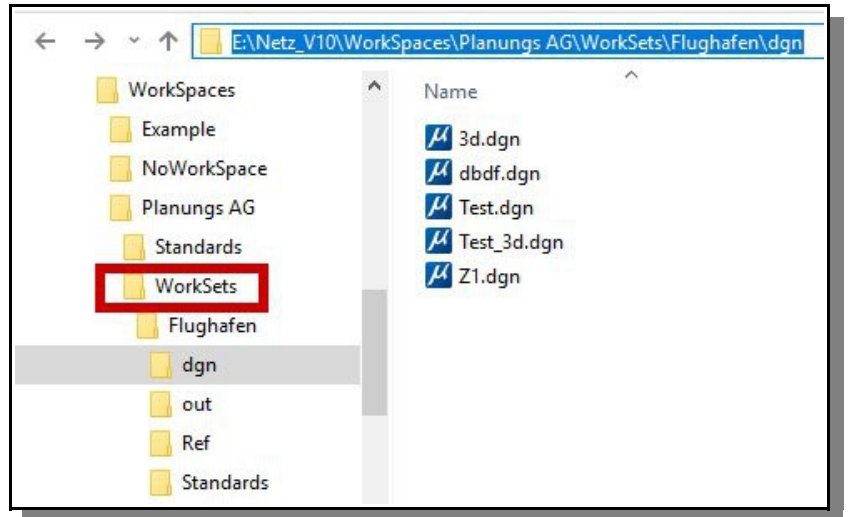 E:\Netz_V10\WorkSpaces\Planungs AG\WorkSets\Flughafen\dgn
WorkSpaces
Example
NoWorkSpace
Planungs AG
Standards
WorkSets
Flughafen
dgn
out
Ref
Standards
Name
3d.dgn
dbdf.dgn
Test.dgn
Test_3d.dgn
Z1.dgn